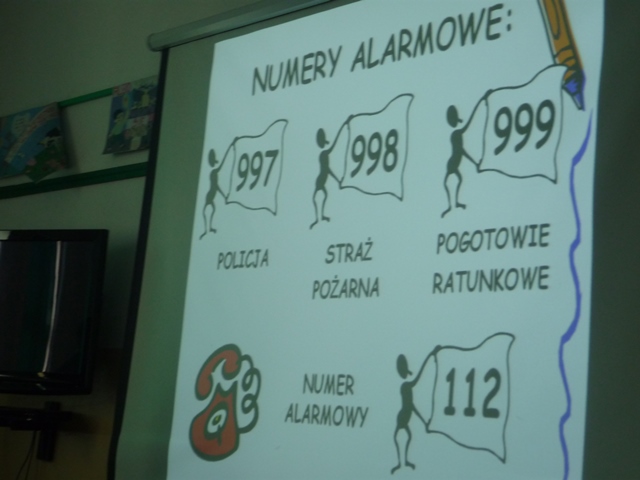 NUMERY ALARMOWE:
997
998
999
POLICJA
STRAŻ
POŻARNA
POGOTOWIE
RATUNKOWE
NUMER
ALARMOWY
112